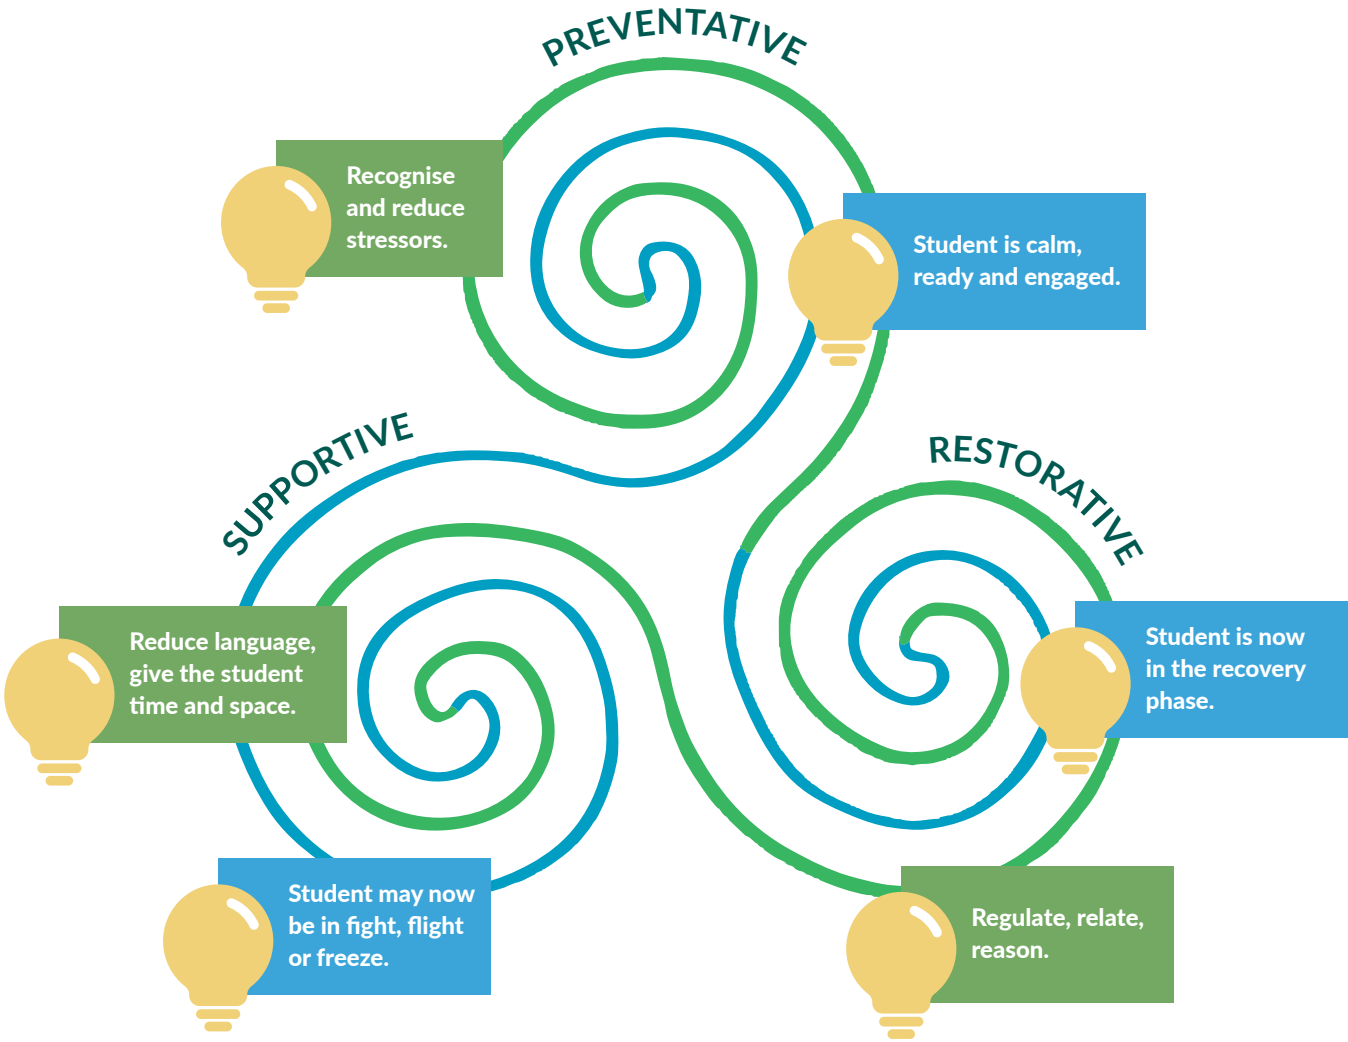 PREVENTATIVE
Recognise
and reduce
stressors.
Student is calm,
ready and engaged.
SUPPORTIVE
Reduce language,
give the student
time and space.
Student may now
be in fight, flight
or freeze.
RESTORATIVE
Student is now
in the recovery
phase.
Regulate, relate,
reason.